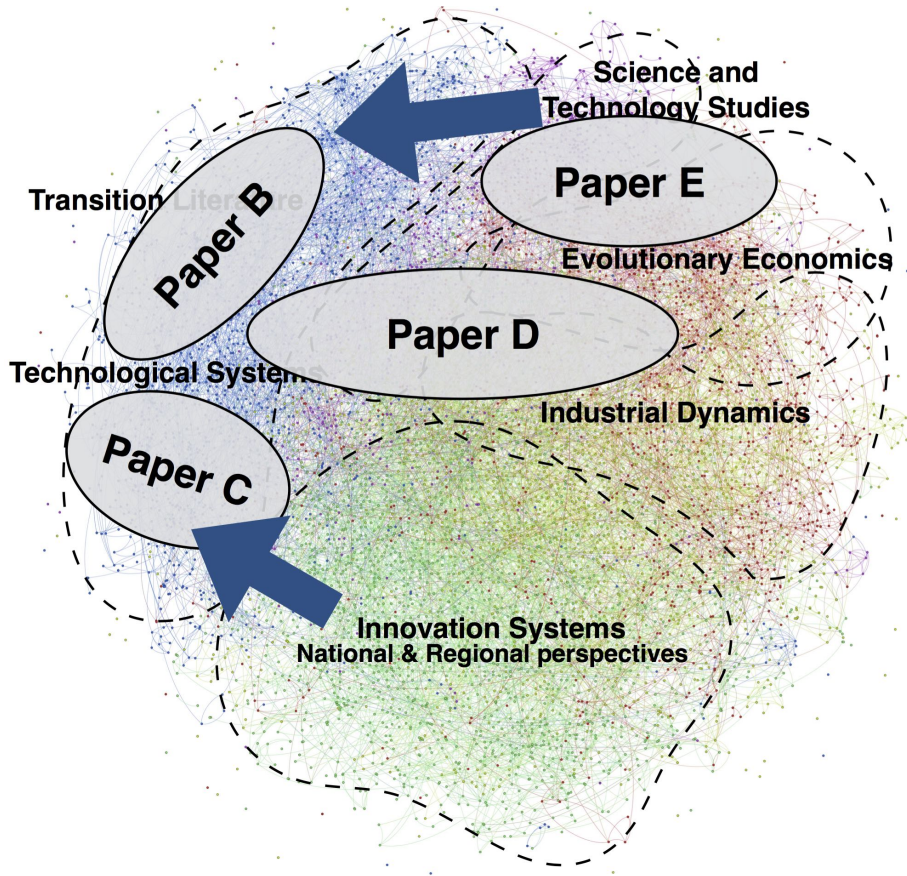 Science and
Technology Studies
Paper E
Transition Literature
Paper B
Evolutionary Economics
Paper D
Technological Systems
Industrial Dynamics
Paper C
Innovation Systems
National & Regional perspectives